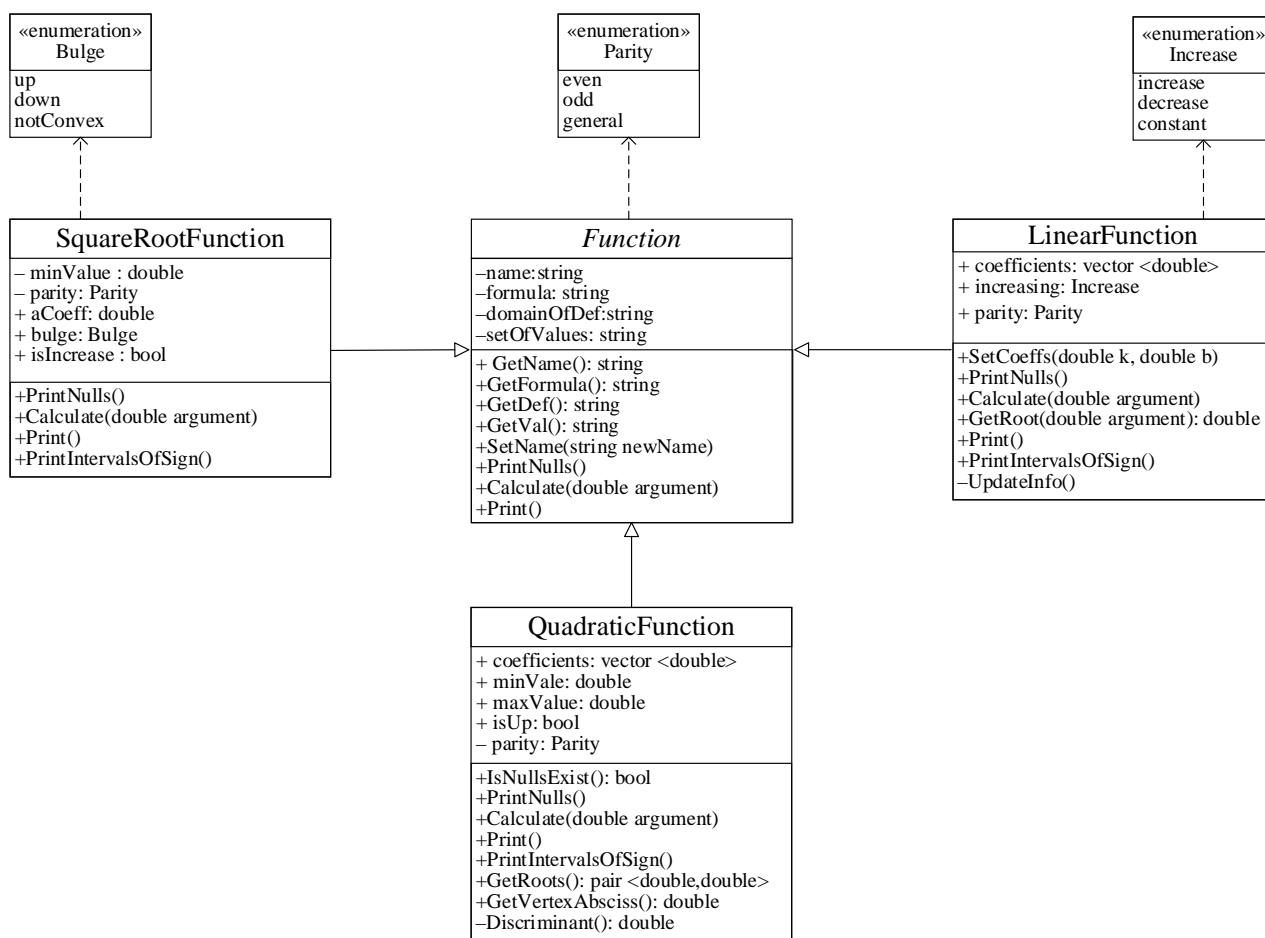 «enumeration»
Bulge
up
down
notConvex
«enumeration»
Parity
even
odd
general
«enumeration»
Increase
increase
decrease
constant
SquareRootFunction
– minValue : double
– parity: Parity
+ aCoeff: double
+ bulge: Bulge
+ isIncrease : bool
+PrintNulls()
+Calculate(double argument)
+Print()
+PrintIntervalsOfSign()
Function
–name:string
–formula: string
–domainOfDef:string
–setOfValues: string
+ GetName(): string
+GetFormula(): string
+GetDef(): string
+GetVal(): string
+SetName(string newName)
+PrintNulls()
+Calculate(double argument)
+Print()
LinearFunction
+ coefficients: vector <double>
+ increasing: Increase
+ parity: Parity
+SetCoeffs(double k, double b)
+PrintNulls()
+Calculate(double argument)
+GetRoot(double argument): double
+Print()
+PrintIntervalsOfSign()
–UpdateInfo()
QuadraticFunction
+ coefficients: vector <double>
+ minVale: double
+ maxValue: double
+ isUp: bool
– parity: Parity
+IsNullsExist(): bool
+PrintNulls()
+Calculate(double argument)
+Print()
+PrintIntervalsOfSign()
+GetRoots(): pair <double,double>
+GetVertexAbsciss(): double
–Discriminant(): double